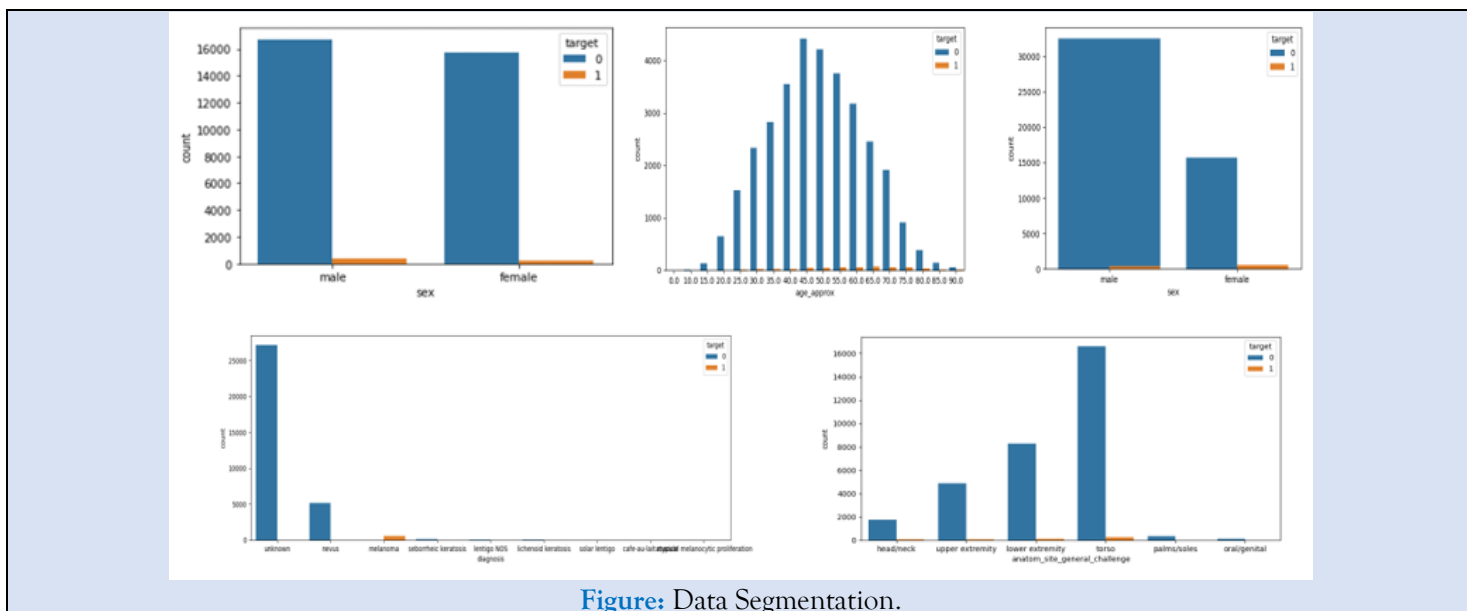 target
0
1
16000
14000
12000
10000
8000
6000
4000
2000
0
count
male female
sex
target
0
1
4000
3000
2000
1000
0
count
0.0 10.0 15.0 20.0 25.0 30.0 35.0 40.0 45.0 50.0 55.0 60.0 65.0 70.0 75.0 80.0 85.0 90.0
age_approx
target
0
1
30000
25000
20000
15000
10000
5000
0
count
male female
sex
target
0
1
25000
20000
15000
10000
5000
0
count
unknown nevus melanoma seborrheic keratosis lentigo NOS lichenoid keratosis solar lentigo cafe-au-lait melanocytic proliferation
diagnosis
target
0
1
16000
14000
12000
10000
8000
6000
4000
2000
0
count
head/neck upper extremity lower extremity torso palms/soles oral/genital
anatom_site_general_challenge
Figure: Data Segmentation.